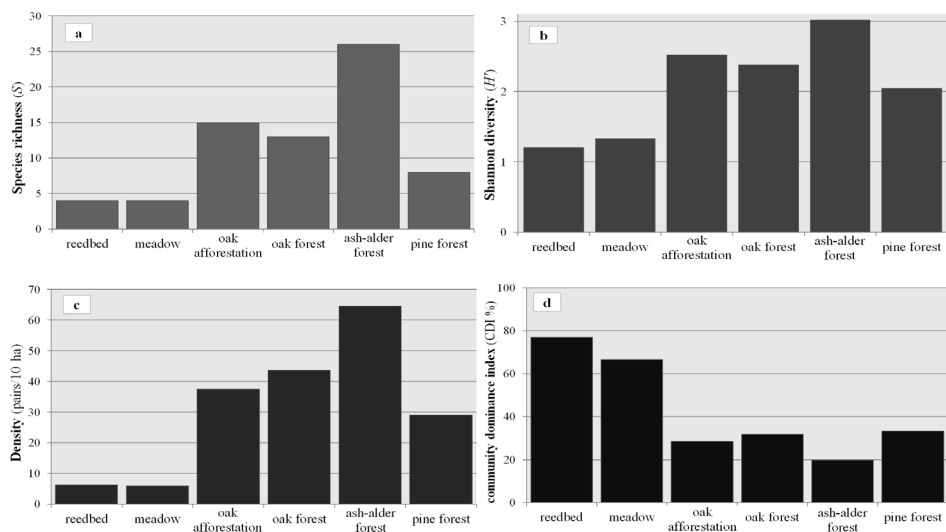 a
Species richness (S)
30
25
20
15
10
5
0
reedbed
meadow
oak
afforestation
oak forest
ash-alder
forest
pine forest
b
Shannon diversity (H')
3
2
1
0
reedbed
meadow
oak
afforestation
oak forest
ash-alder
forest
pine forest
c
Density (pairs/10 ha)
70
60
50
40
30
20
10
0
reedbed
meadow
oak
afforestation
oak forest
ash-alder
forest
pine forest
d
community dominance index (CDI %)
100
80
60
40
20
0
reedbed
meadow
oak
afforestation
oak forest
ash-alder
forest
pine forest